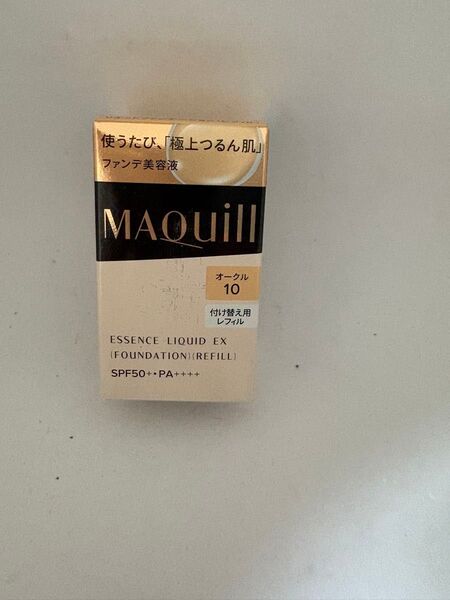 使うたび、「極上つるん肌」
ファンデ美容液
MAQuill
オークル
10
付け替え用
レフィル
ESSENCE LIQUID EX
(FOUNDATION)(REFILL)
SPF50+・PA++++